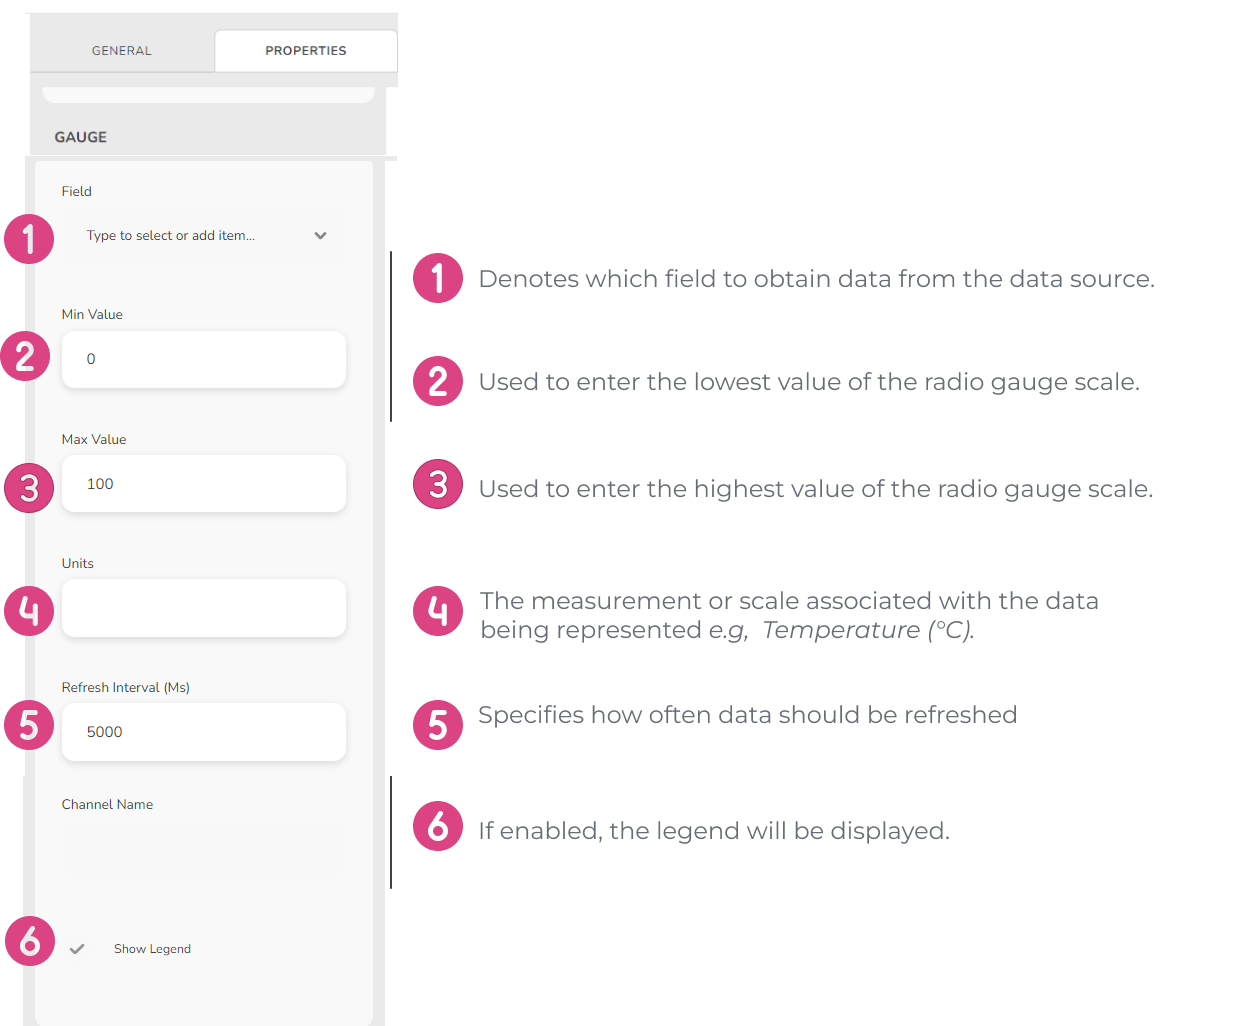 GENERAL
PROPERTIES
GAUGE
Field
1
Type to select or add item...
Min Value
2
0
Max Value
3
100
Units
4
Refresh Interval (Ms)
5
5000
Channel Name
6
Show Legend
1 Denotes which field to obtain data from the data source.
2 Used to enter the lowest value of the radio gauge scale.
3 Used to enter the highest value of the radio gauge scale.
4 The measurement or scale associated with the data
being represented e.g, Temperature (°C).
5 Specifies how often data should be refreshed
6 If enabled, the legend will be displayed.